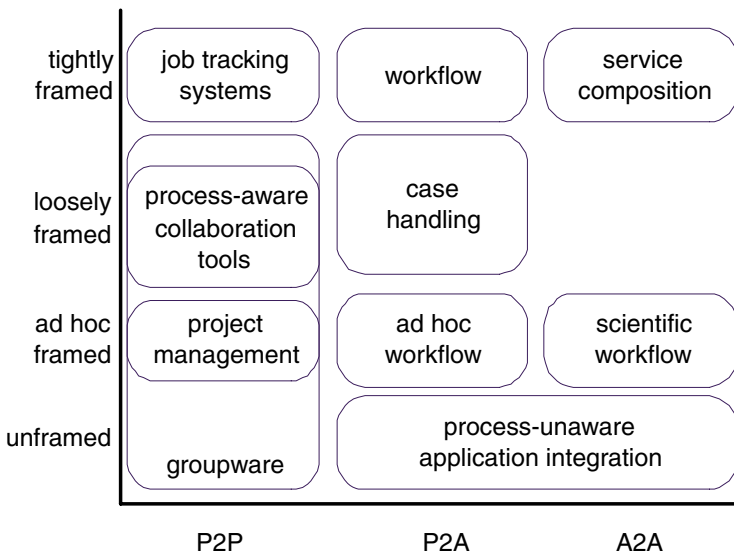 tightly
framed
job tracking
systems
workflow
service
composition
loosely
framed
process-aware
collaboration
tools
case
handling
ad hoc
framed
project
management
ad hoc
workflow
scientific
workflow
unframed
groupware
process-unaware
application integration
P2P
P2A
A2A